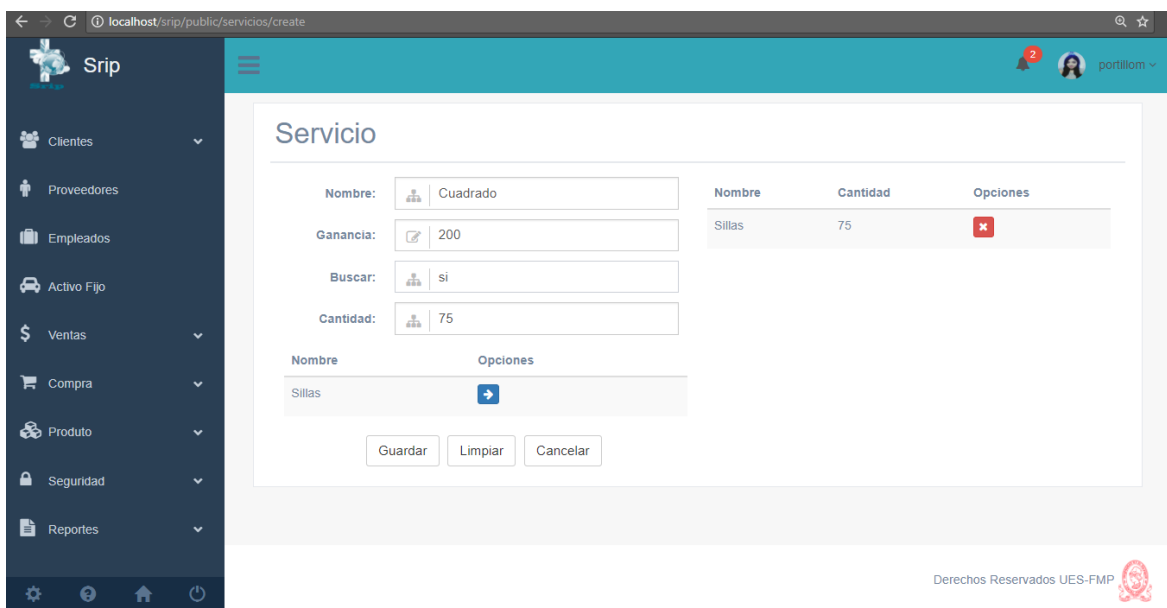 localhost/srip/public/servicios/create
Srip
2
portillom
Clientes
Proveedores
Empleados
Activo Fijo
Ventas
Compra
Produto
Seguridad
Reportes
Servicio
Nombre: Cuadrado
Ganancia: 200
Buscar: si
Cantidad: 75
Nombre Opciones
Sillas
Guardar Limpiar Cancelar
Nombre Cantidad Opciones
Sillas 75
Derechos Reservados UES-FMP